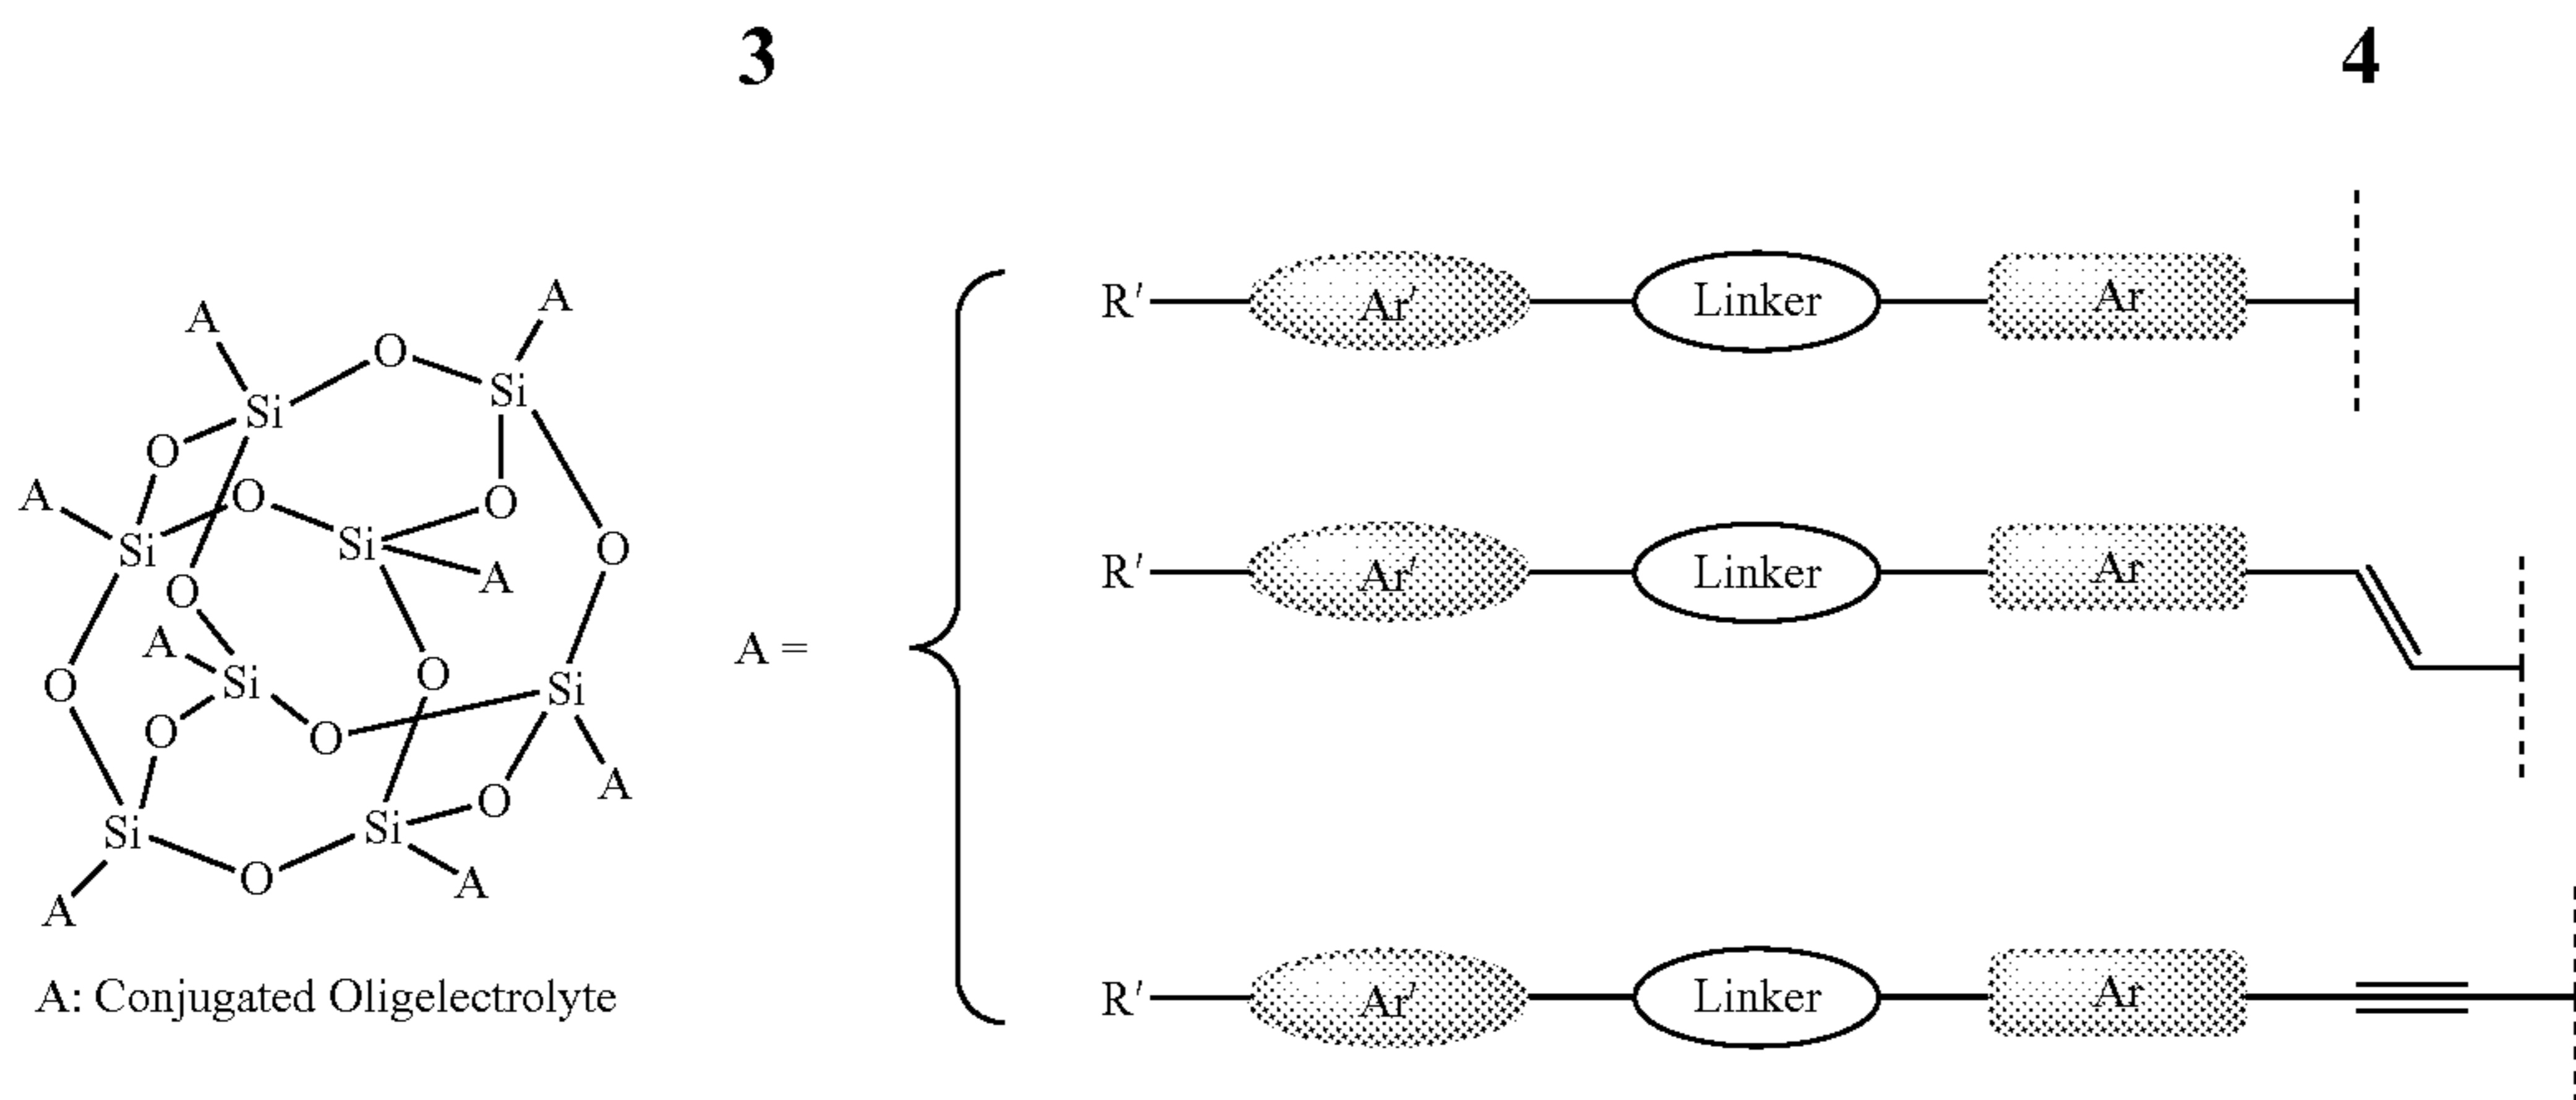 3 4
A A
O
Si Si
O
A O O
Si Si O
A
O
A O
Si Si
O O
A
O
Si Si
A O A
A: Conjugated Oligelectrolyte
A =
R′ Ar′ Linker Ar
R′ Ar′ Linker Ar
R′ Ar′ Linker Ar